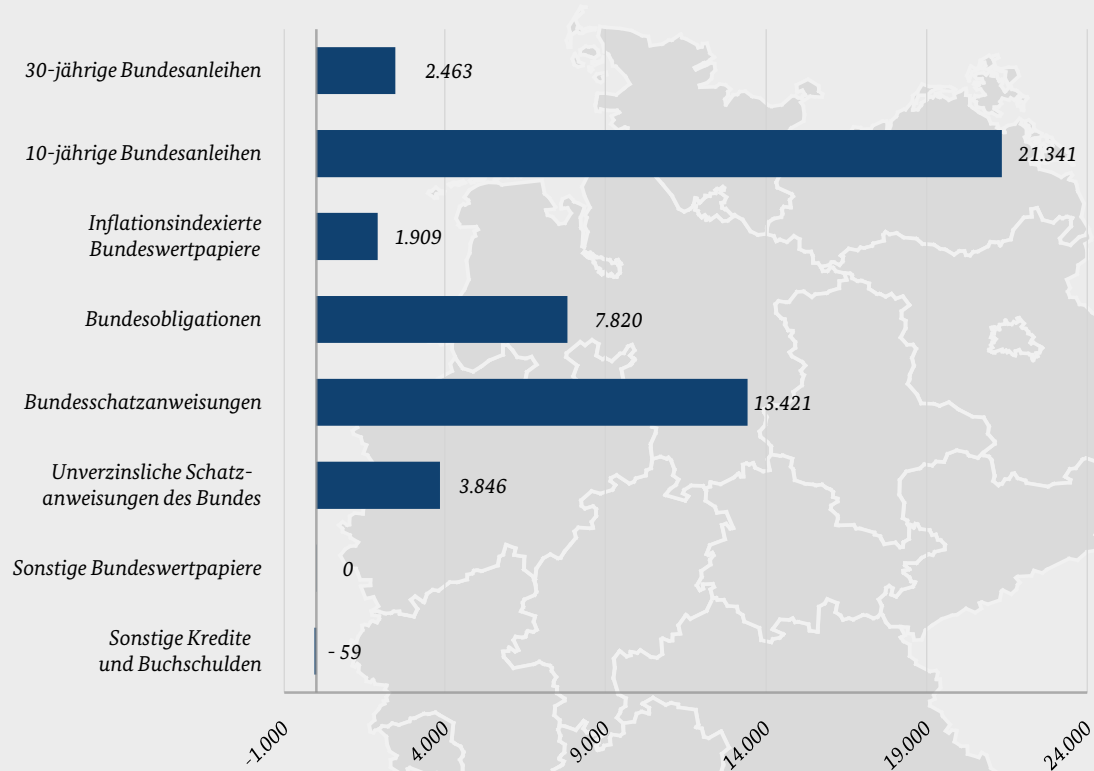 30-jährige Bundesanleihen
2.463
10-jährige Bundesanleihen
21.341
Inflationsindexierte
Bundeswertpapiere
1.909
Bundesobligationen
7.820
Bundesschatzanweisungen
13.421
Unverzinsliche Schatz-
anweisungen des Bundes
3.846
Sonstige Bundeswertpapiere
0
Sonstige Kredite
und Buchschulden
- 59
-1.000
4.000
9.000
14.000
19.000
24.000